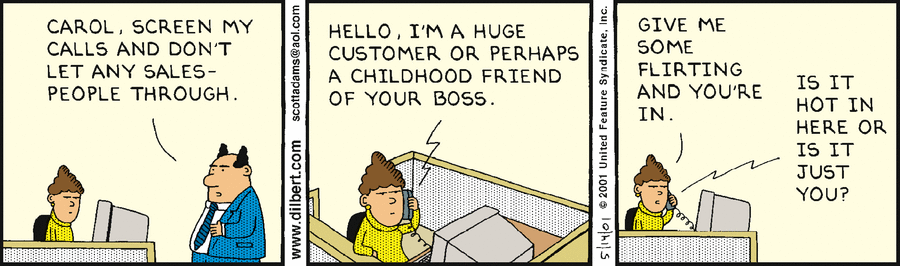 CAROL, SCREEN MY
CALLS AND DON'T
LET ANY SALES-
PEOPLE THROUGH.
www.dilbert.com
scottadams@aol.com
HELLO, I'M A HUGE
CUSTOMER OR PERHAPS
A CHILDHOOD FRIEND
OF YOUR BOSS.
5/14/01 © 2001 United Feature Syndicate, Inc.
GIVE ME
SOME
FLIRTING
AND YOU'RE
IN.
IS IT
HOT IN
HERE OR
IS IT
JUST
YOU?